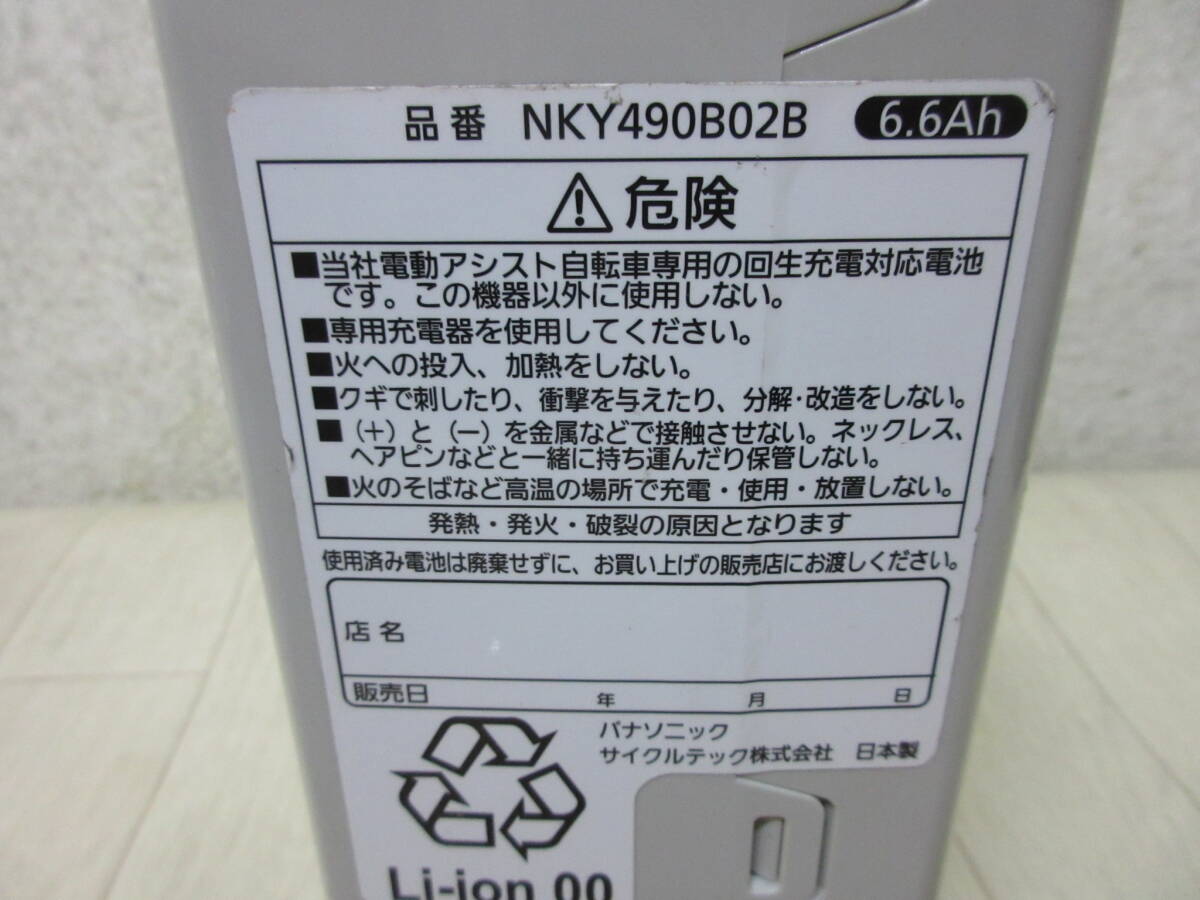 品番 NKY490B02B 6.6Ah
危険
■当社電動アシスト自転車専用の回生充電対応電池
です。この機器以外に使用しない。
■専用充電器を使用してください。
■火への投入、加熱をしない。
■クギで刺したり、衝撃を与えたり、分解・改造をしない。
■(+)と(−)を金属などで接触させない。ネックレス、
ヘアピンなどと一緒に持ち運んだり保管しない。
■火のそばなど高温の場所で充電・使用・放置しない。
発熱・発火・破裂の原因となります
使用済み電池は廃棄せずに、お買い上げの販売店にお渡しください。
店名
販売日 年 月 日
パナソニック
サイクルテック株式会社 日本製
Li-ion 00